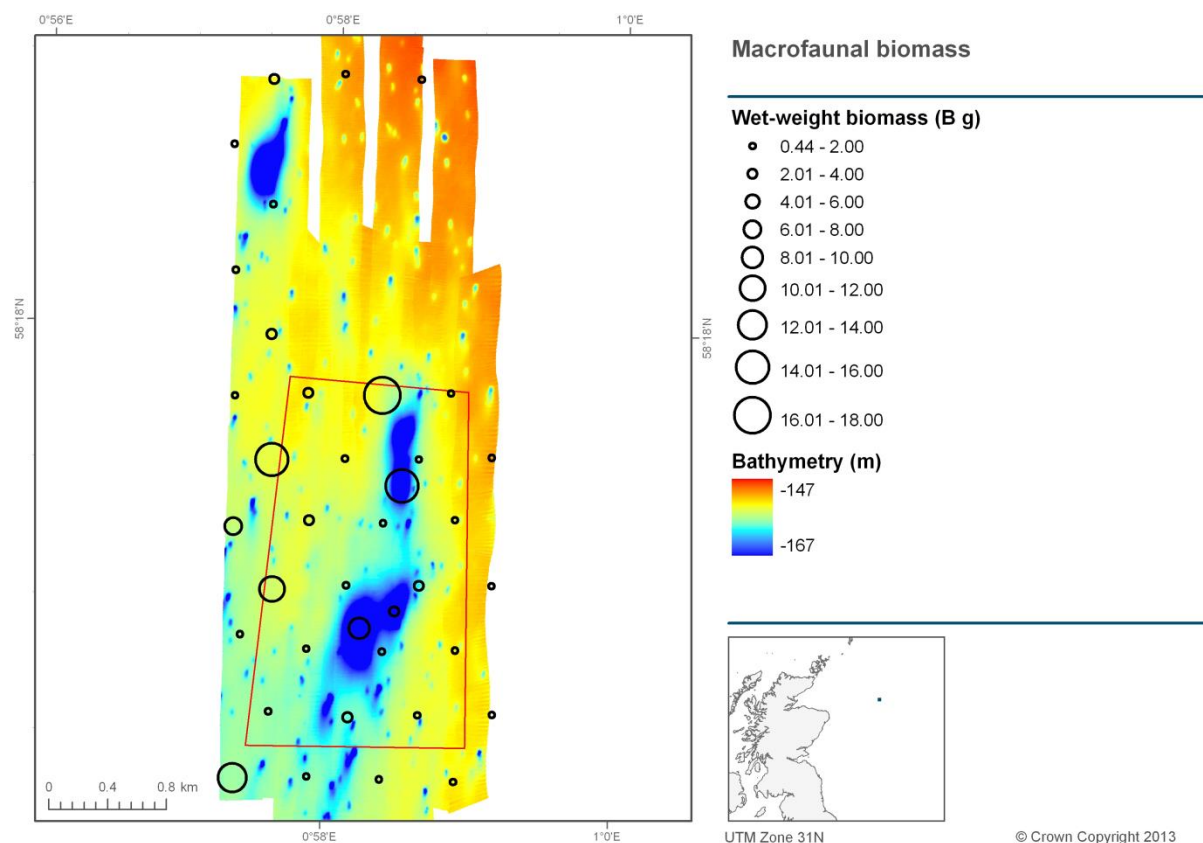 0°56'E
0°58'E
1°0'E
58°18'N
58°18'N
0 0.4 0.8 km
0°58'E
1°0'E
Macrofaunal biomass
Wet-weight biomass (B g)
0.44 - 2.00
2.01 - 4.00
4.01 - 6.00
6.01 - 8.00
8.01 - 10.00
10.01 - 12.00
12.01 - 14.00
14.01 - 16.00
16.01 - 18.00
Bathymetry (m)
-147
-167
UTM Zone 31N
© Crown Copyright 2013